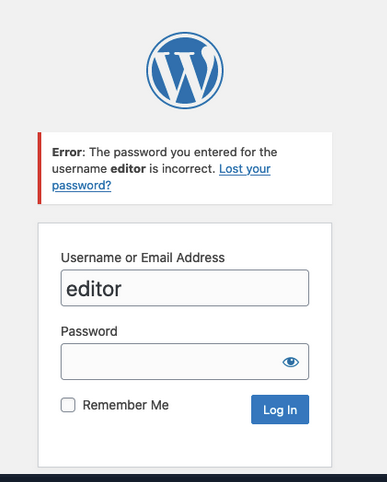 Error: The password you entered for the
username editor is incorrect. Lost your
password?
Username or Email Address
editor
Password
Remember Me
Log In